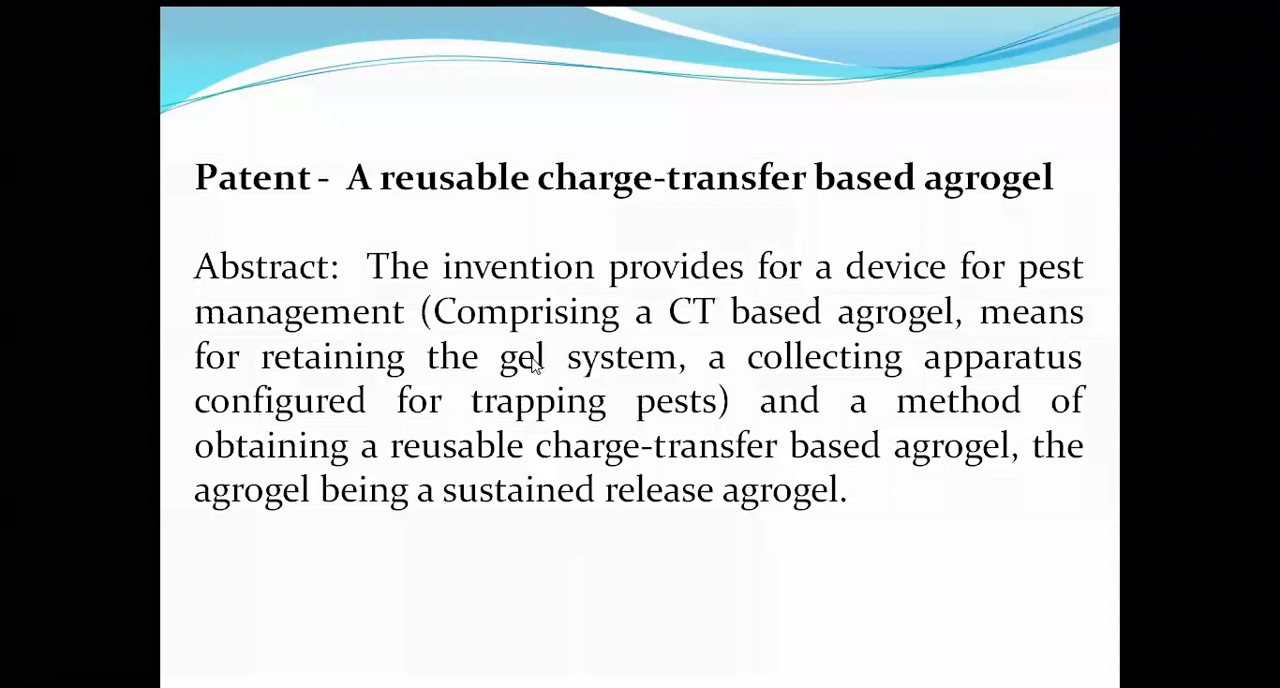 Patent - A reusable charge-transfer based agrogel
Abstract: The invention provides for a device for pest
management (Comprising a CT based agrogel, means
for retaining the gel system, a collecting apparatus
configured for trapping pests) and a method of
obtaining a reusable charge-transfer based agrogel, the
agrogel being a sustained release agrogel.